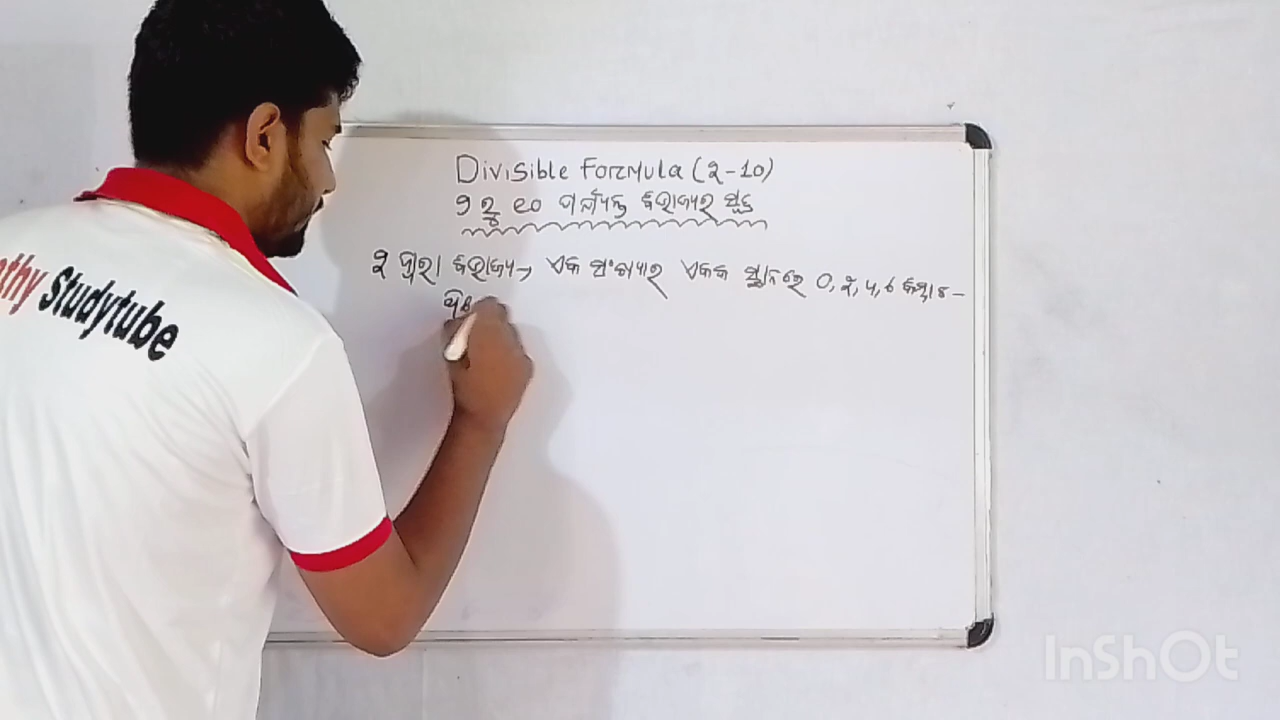 Divisible Formula (2-10)
୨ ରୁ ୧୦ ପର୍ଯ୍ୟନ୍ତ ବିଭାଜ୍ୟର ସୂତ୍ର
2 ଦ୍ୱାରା ବିଭାଜ୍ୟ → ଏକ ସଂଖ୍ୟାର ଏକକ ସ୍ଥାନରେ 0, ୨, ୪, ୬ କିମ୍ବା ୮ -
thy Studytube
InShOt